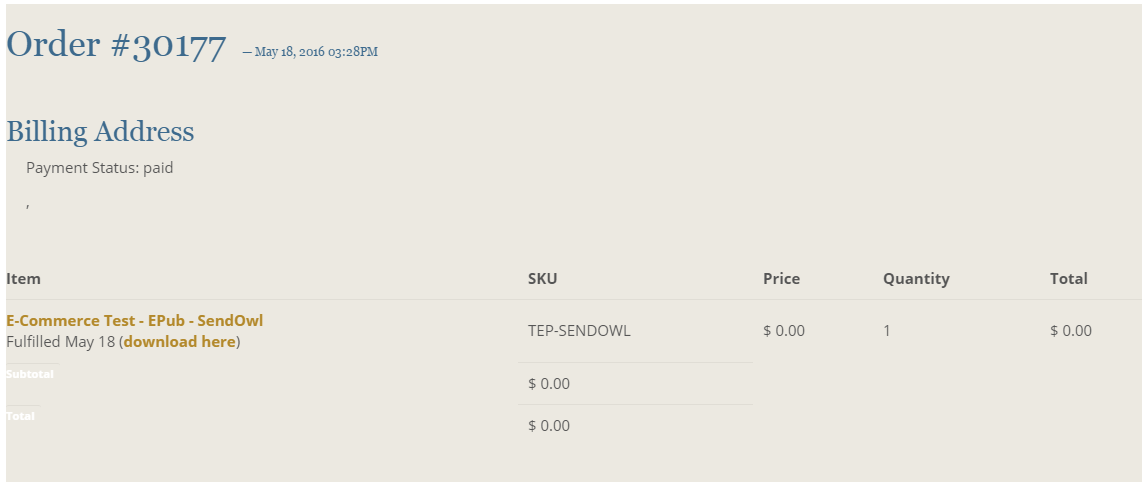 Order #30177 — May 18, 2016 03:28PM
Billing Address
Payment Status: paid
,
Item SKU Price Quantity Total
E-Commerce Test - EPub - SendOwl
Fulfilled May 18 (download here) TEP-SENDOWL $ 0.00 1 $ 0.00
Subtotal $ 0.00
Total $ 0.00